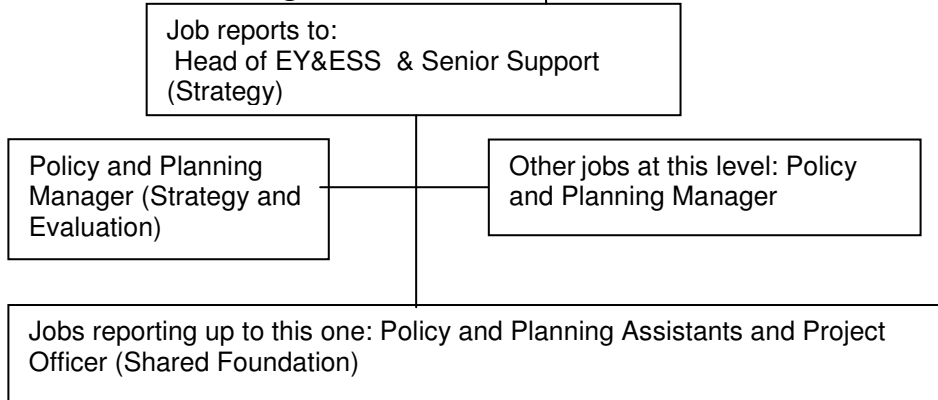 Job reports to:
Head of EY&ESS & Senior Support
(Strategy)
Policy and Planning
Manager (Strategy and
Evaluation)
Other jobs at this level: Policy
and Planning Manager
Jobs reporting up to this one: Policy and Planning Assistants and Project
Officer (Shared Foundation)